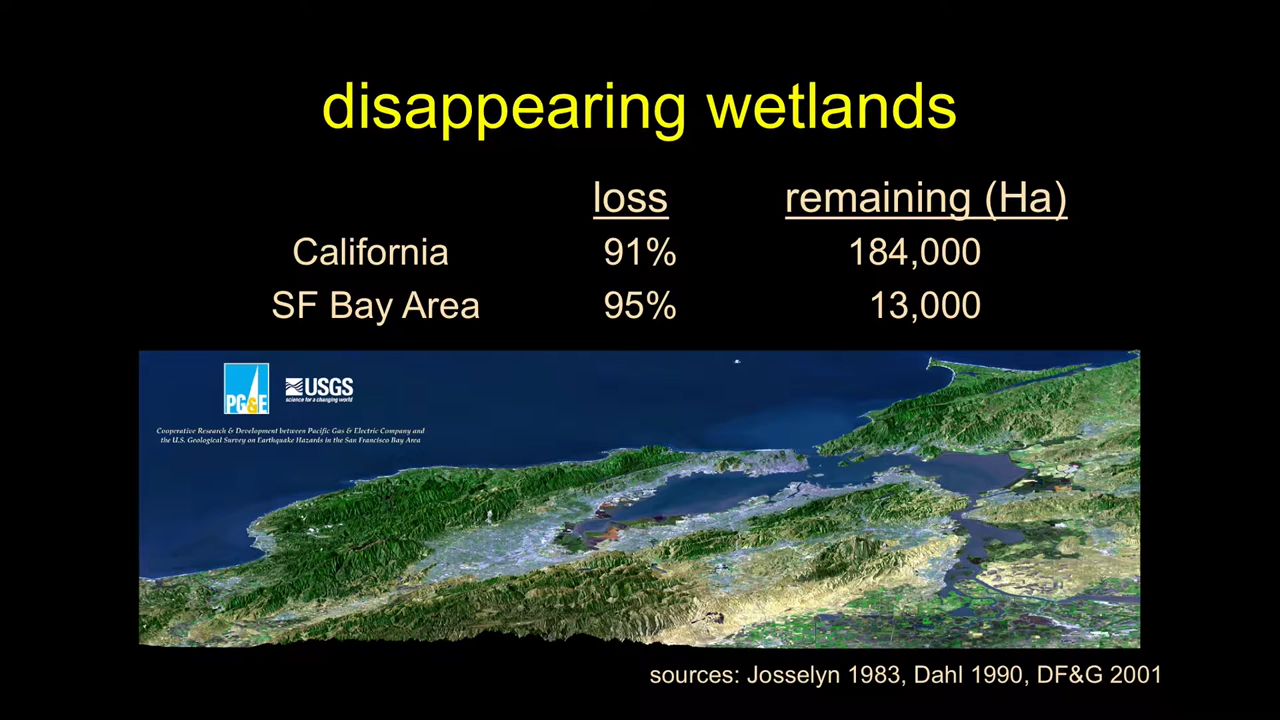 disappearing wetlands
loss remaining (Ha)
California 91% 184,000
SF Bay Area 95% 13,000
PG&E USGS
science for a changing world
Cooperative Research & Development between Pacific Gas & Electric Company and
the U.S. Geological Survey on Earthquake Hazards in the San Francisco Bay Area
sources: Josselyn 1983, Dahl 1990, DF&G 2001